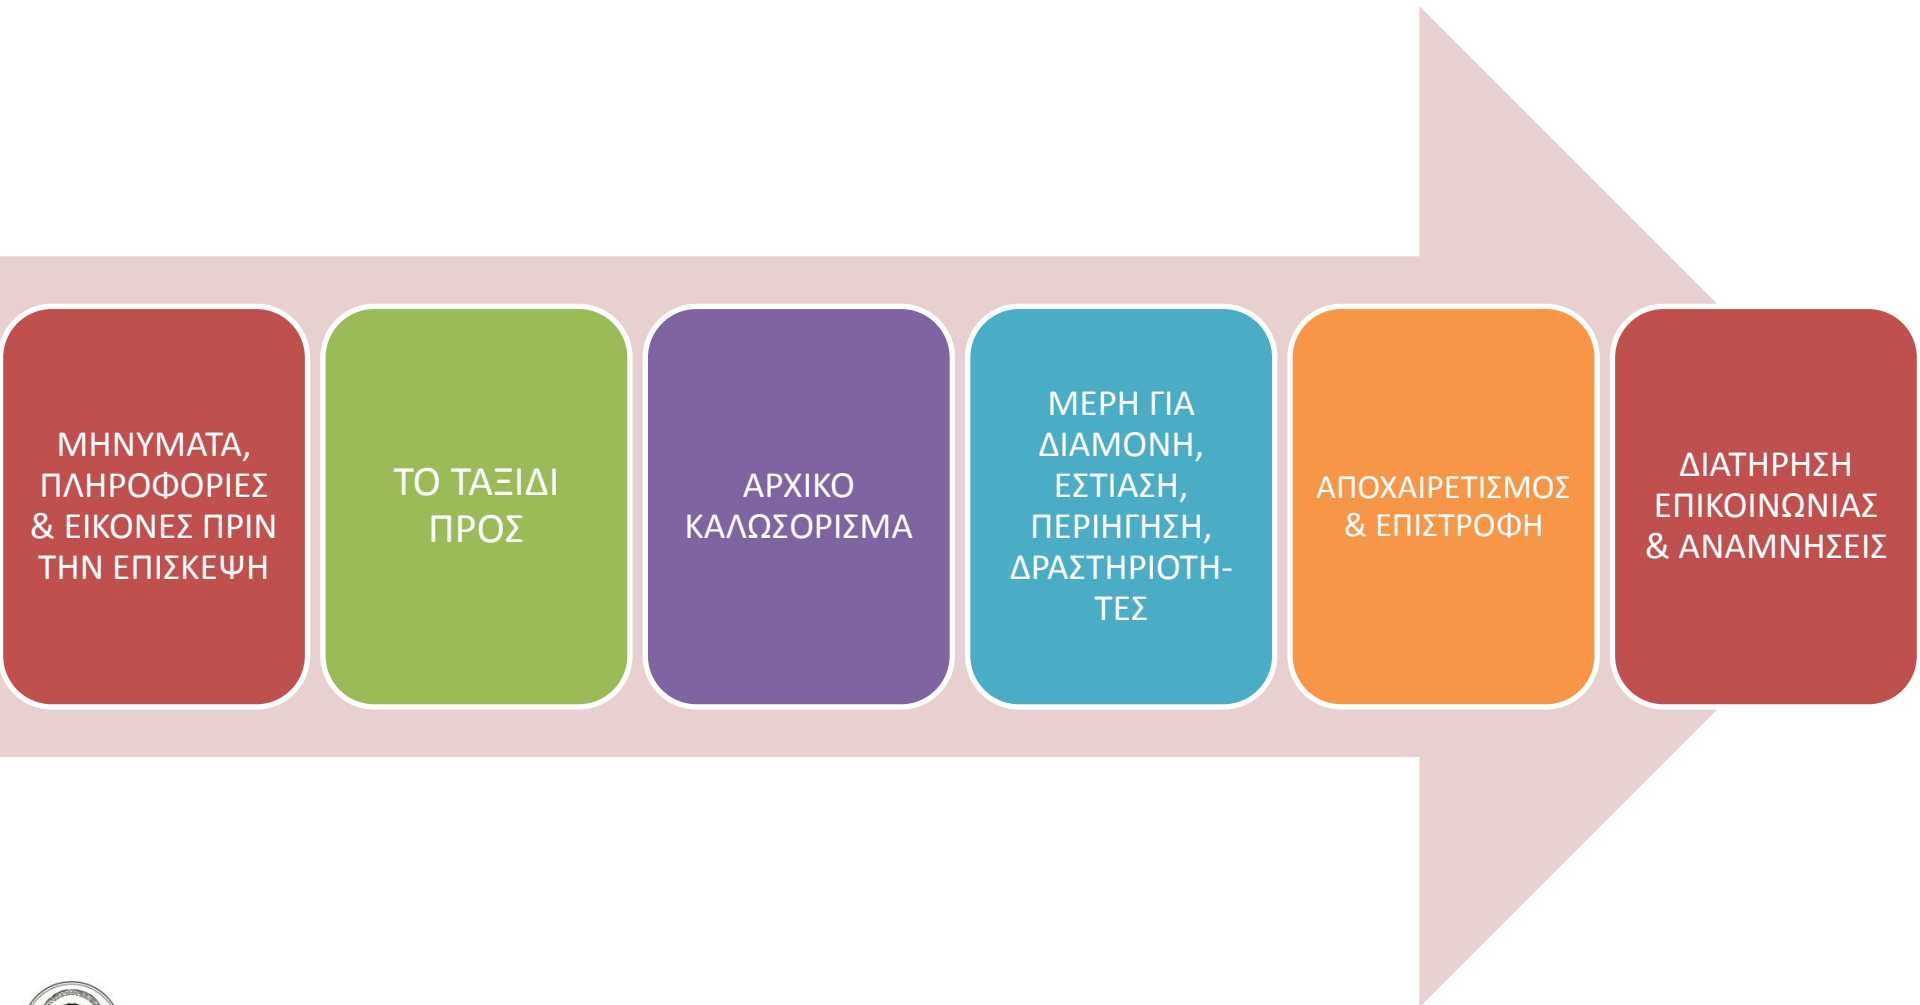 ΜΗΝΥΜΑΤΑ,
ΠΛΗΡΟΦΟΡΙΕΣ
& ΕΙΚΟΝΕΣ ΠΡΙΝ
ΤΗΝ ΕΠΙΣΚΕΨΗ
ΤΟ ΤΑΞΙΔΙ
ΠΡΟΣ
ΑΡΧΙΚΟ
ΚΑΛΩΣΟΡΙΣΜΑ
ΜΕΡΗ ΓΙΑ
ΔΙΑΜΟΝΗ,
ΕΣΤΙΑΣΗ,
ΠΕΡΙΗΓΗΣΗ,
ΔΡΑΣΤΗΡΙΟΤΗ-
ΤΕΣ
ΑΠΟΧΑΙΡΕΤΙΣΜΟΣ
& ΕΠΙΣΤΡΟΦΗ
ΔΙΑΤΗΡΗΣΗ
ΕΠΙΚΟΙΝΩΝΙΑΣ
& ΑΝΑΜΝΗΣΕΙΣ